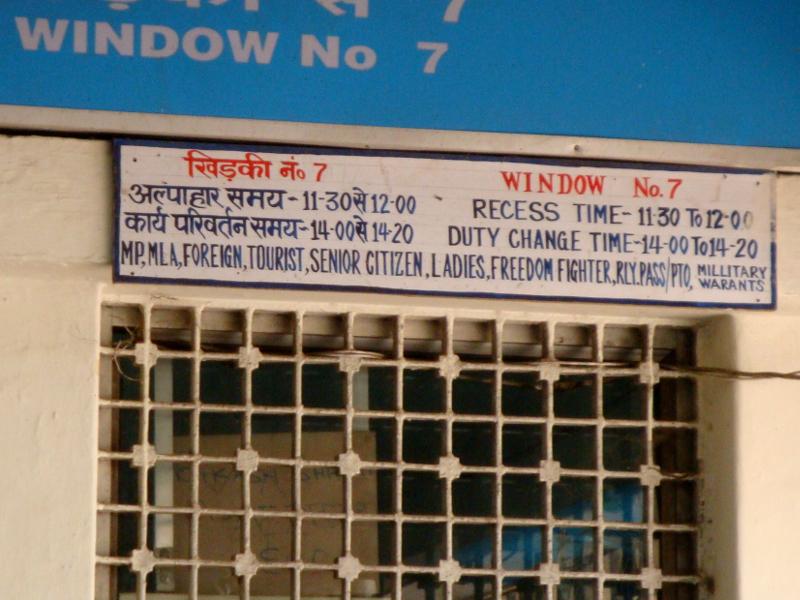 से 7
WINDOW No 7
खिड़की नं० 7
अल्पाहार समय - 11-30 से 12-00
कार्य परिवर्तन समय - 14-00 से 14-20
WINDOW No. 7
RECESS TIME- 11-30 To 12-00
DUTY CHANGE TIME-14-00 To 14-20
MP, MLA, FOREIGN, TOURIST, SENIOR CITIZEN, LADIES, FREEDOM FIGHTER, RLY. PASS/PTO, MILLITARY WARANTS